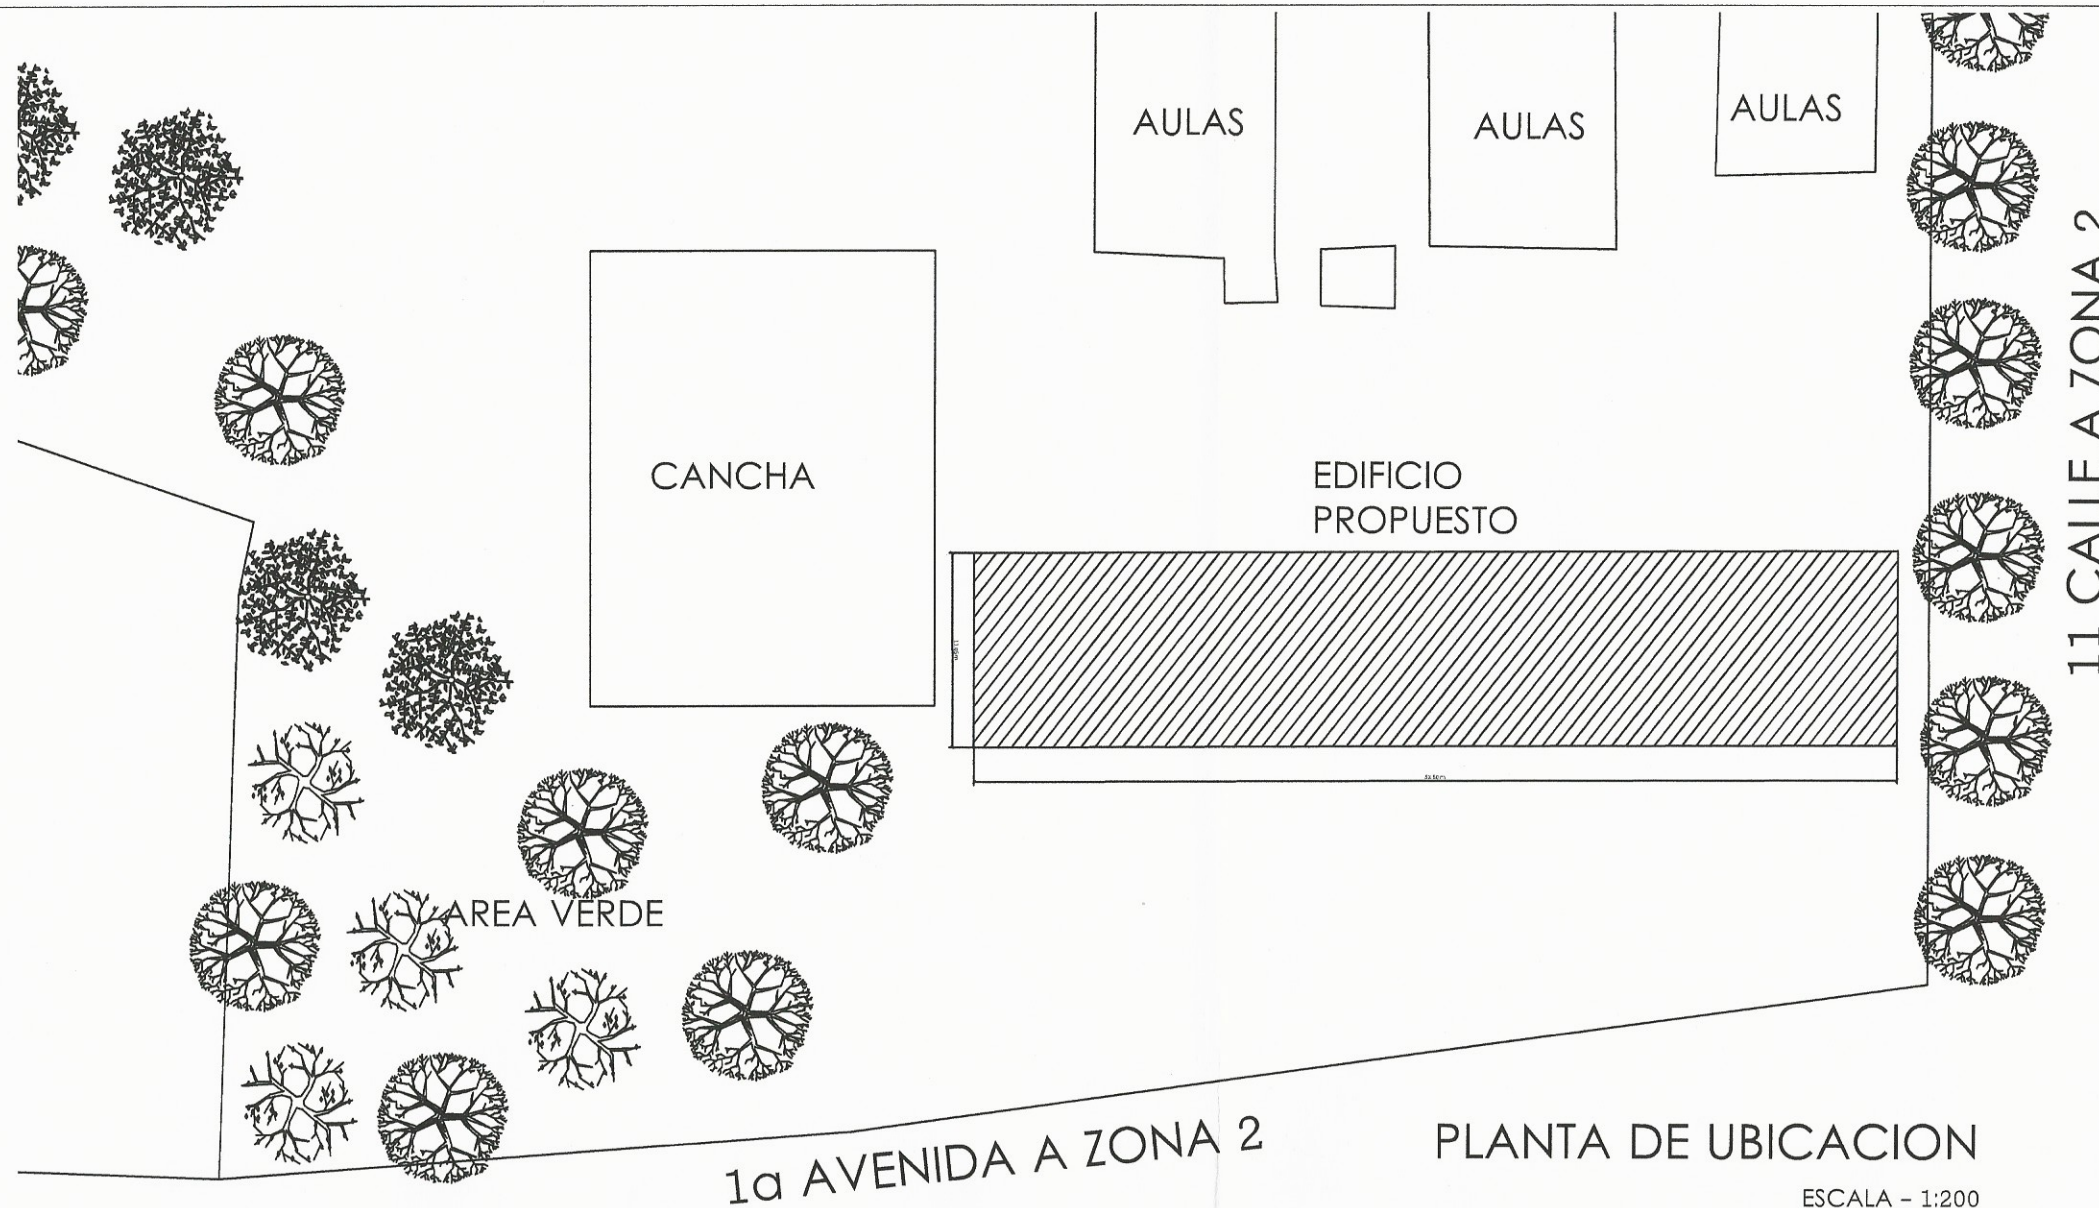 AULAS
AULAS
AULAS
11 CALLE A ZONA 2
CANCHA
EDIFICIO
PROPUESTO
AREA VERDE
1a AVENIDA A ZONA 2
PLANTA DE UBICACION
ESCALA - 1:200